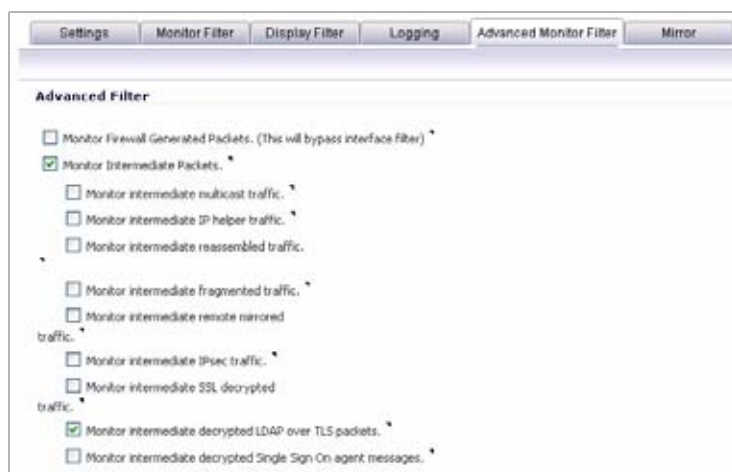 Settings
Monitor Filter
Display Filter
Logging
Advanced Monitor Filter
Mirror
Advanced Filter
Monitor Firewall Generated Packets. (This will bypass interface filter)
Monitor Intermediate Packets.
Monitor intermediate multicast traffic.
Monitor intermediate IP helper traffic.
Monitor intermediate reassembled traffic.
Monitor intermediate fragmented traffic.
Monitor intermediate remote mirrored
traffic.
Monitor intermediate IPsec traffic.
Monitor intermediate SSL decrypted
traffic.
Monitor intermediate decrypted LDAP over TLS packets.
Monitor intermediate decrypted Single Sign On agent messages.